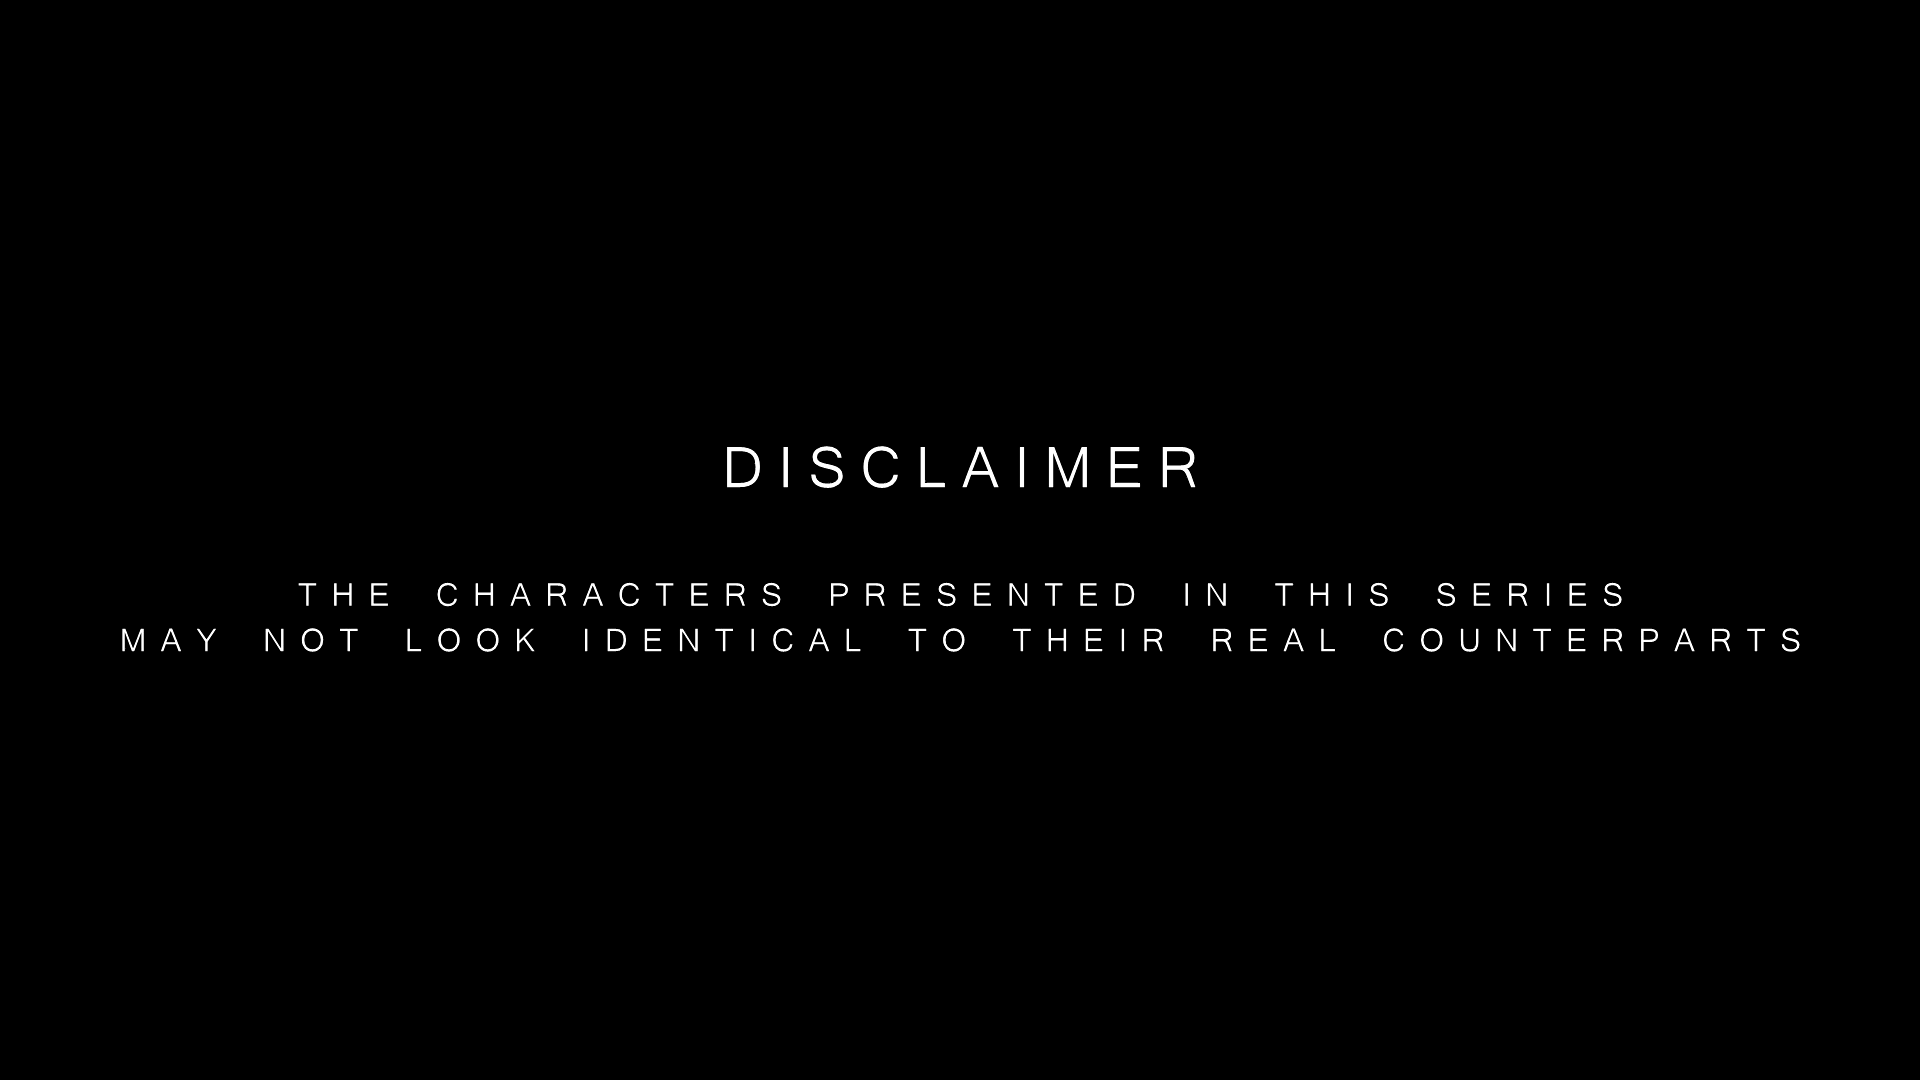 DISCLAIMER
THE CHARACTERS PRESENTED IN THIS SERIES
MAY NOT LOOK IDENTICAL TO THEIR REAL COUNTERPARTS